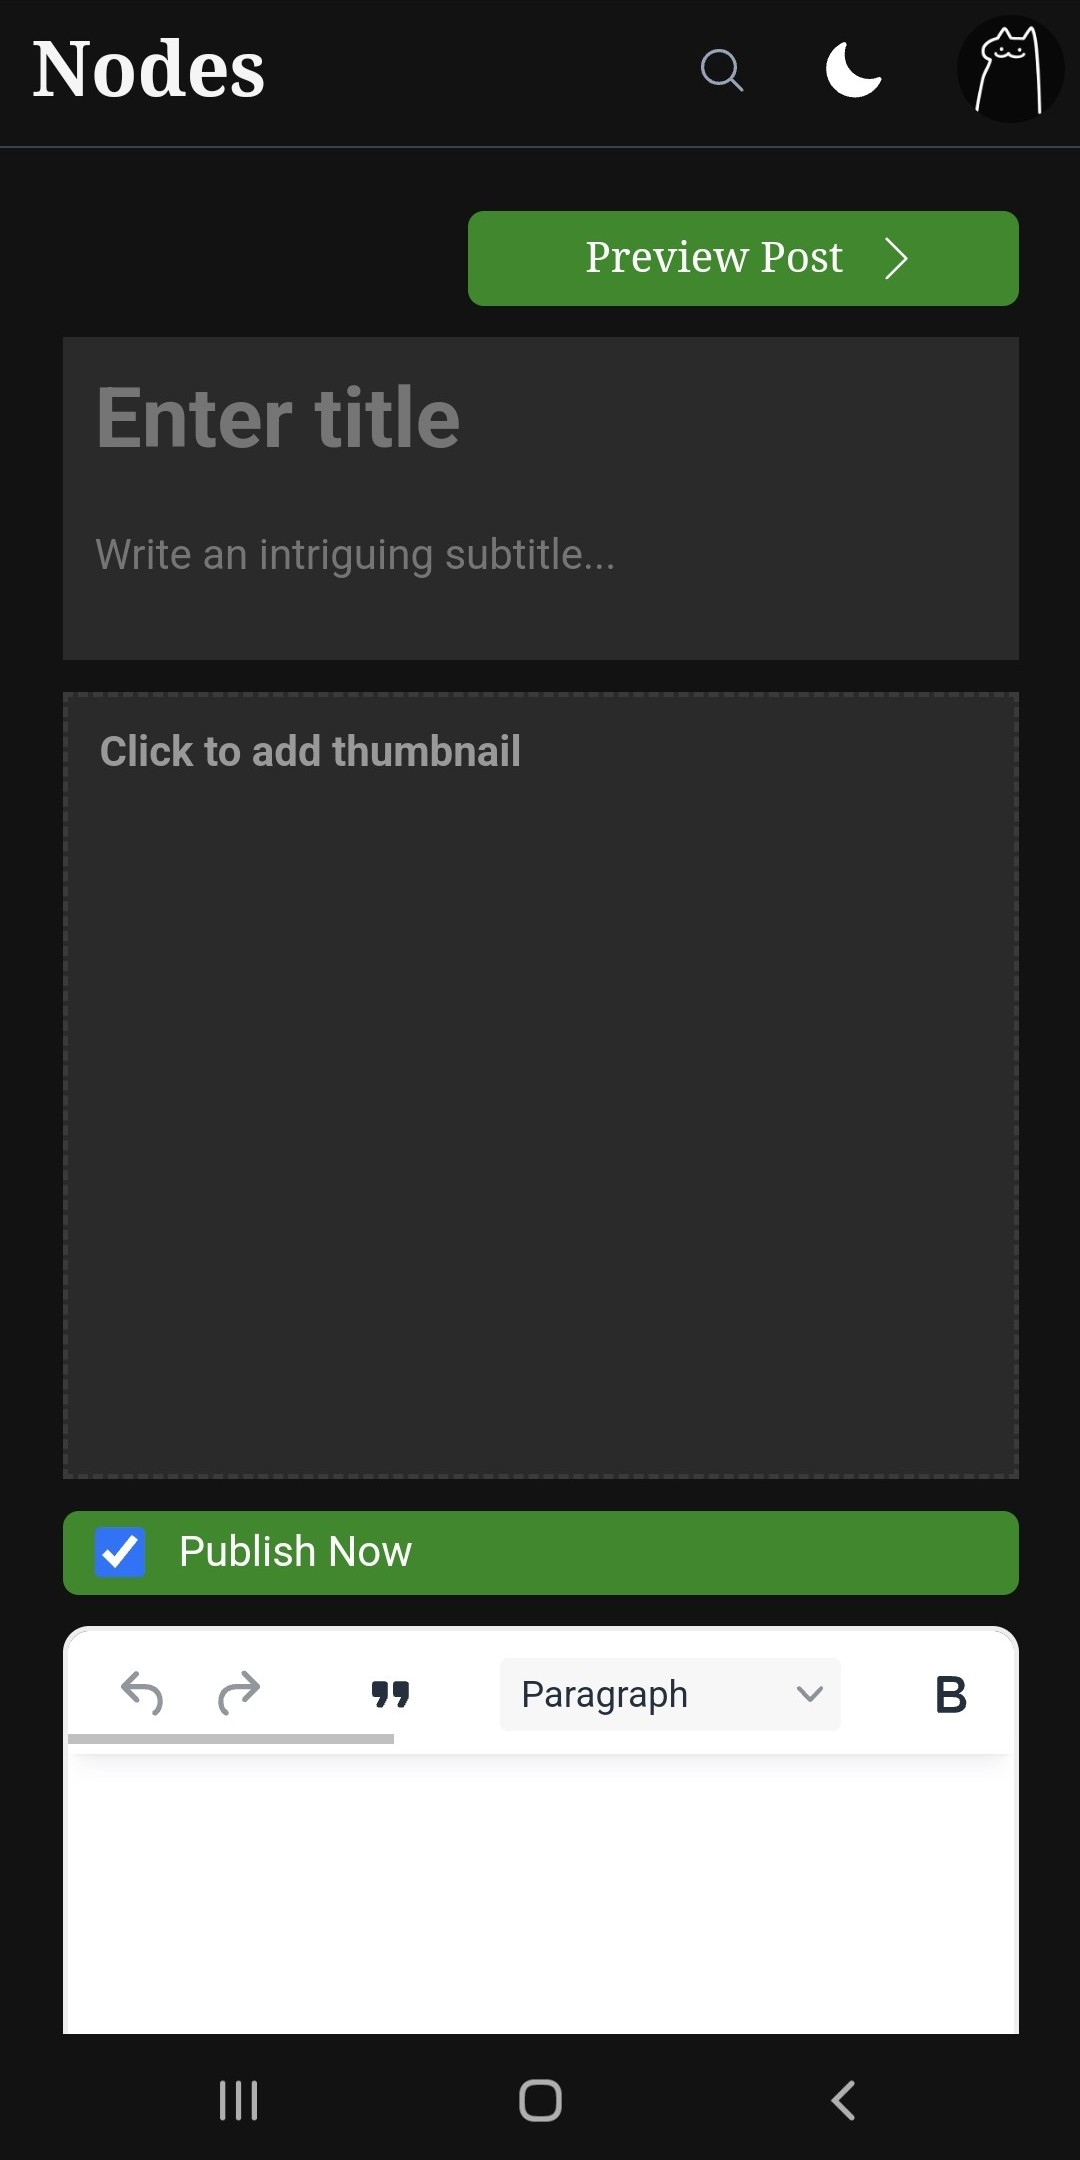 Nodes
Preview Post
Enter title
Write an intriguing subtitle...
Click to add thumbnail
Publish Now
Paragraph
B